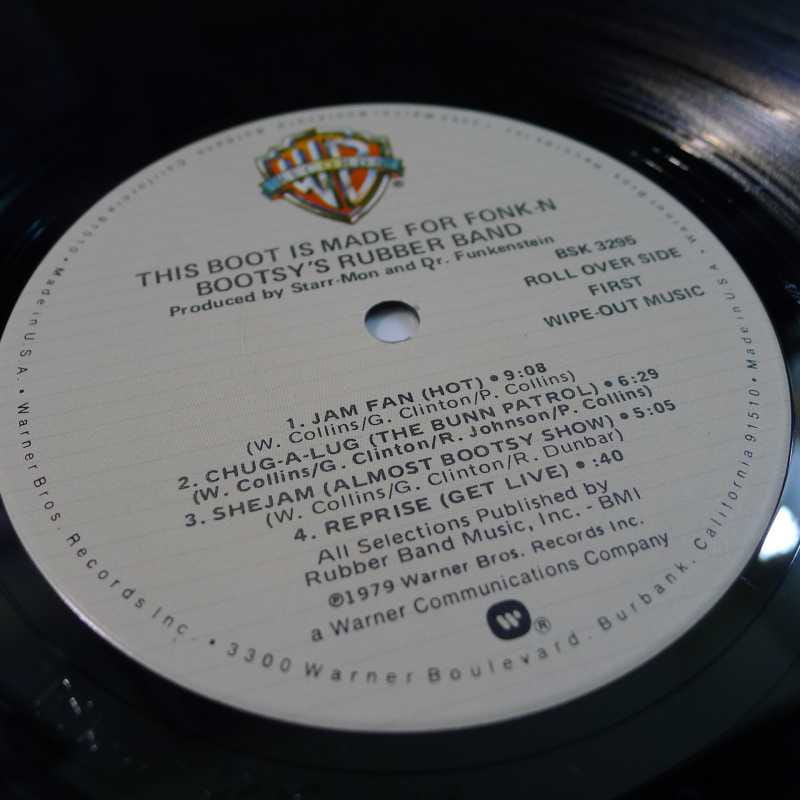 WB
THIS BOOT IS MADE FOR FONK-N
BOOTSY'S RUBBER BAND
Produced by Starr-Mon and Dr. Funkenstein
BSK 3295
ROLL OVER SIDE
FIRST
WIPE-OUT MUSIC
1. JAM FAN (HOT) • 9:08
(W. Collins/G. Clinton/P. Collins)
2. CHUG-A-LUG (THE BUNN PATROL) • 6:29
(W. Collins/G. Clinton/R. Johnson/P. Collins)
3. SHEJAM (ALMOST BOOTSY SHOW) • 5:05
(W. Collins/G. Clinton/R. Dunbar)
4. REPRISE (GET LIVE) • :40
All Selections Published by
Rubber Band Music, Inc. - BMI
℗1979 Warner Bros. Records Inc.
a Warner Communications Company
W®
Made in U.S.A. • Warner Bros. Records Inc. • 3300 Warner Boulevard. Burbank. California 91510 • Made in U.S.A.